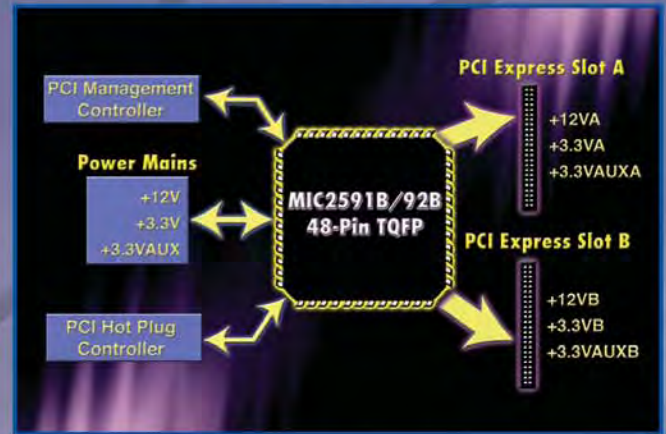 PCI Management
Controller
Power Mains
+12V
+3.3V
+3.3VAUX
PCI Hot Plug
Controller
MIC2591B/92B
48-Pin TQFP
PCI Express Slot A
+12VA
+3.3VA
+3.3VAUXA
PCI Express Slot B
+12VB
+3.3VB
+3.3VAUXB